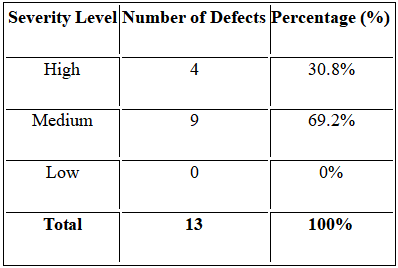 Severity Level Number of Defects Percentage (%)
High 4 30.8%
Medium 9 69.2%
Low 0 0%
Total 13 100%